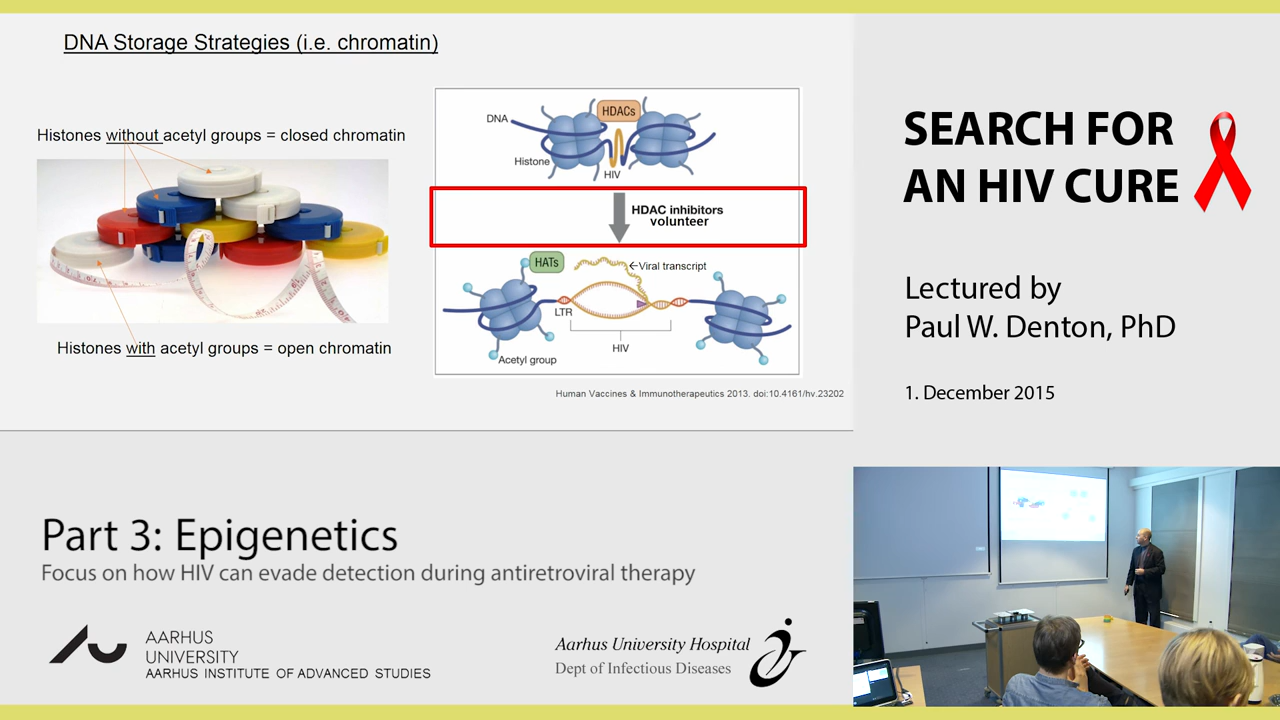 DNA Storage Strategies (i.e. chromatin)
Histones without acetyl groups = closed chromatin
Histones with acetyl groups = open chromatin
DNA
HDACs
Histone
HIV
HDAC inhibitors
volunteer
HATs
←Viral transcript
LTR
HIV
Acetyl group
Human Vaccines & Immunotherapeutics 2013. doi:10.4161/hv.23202
SEARCH FOR
AN HIV CURE
Lectured by
Paul W. Denton, PhD
1. December 2015
Part 3: Epigenetics
Focus on how HIV can evade detection during antiretroviral therapy
AARHUS
UNIVERSITY
AARHUS INSTITUTE OF ADVANCED STUDIES
Aarhus University Hospital
Dept of Infectious Diseases